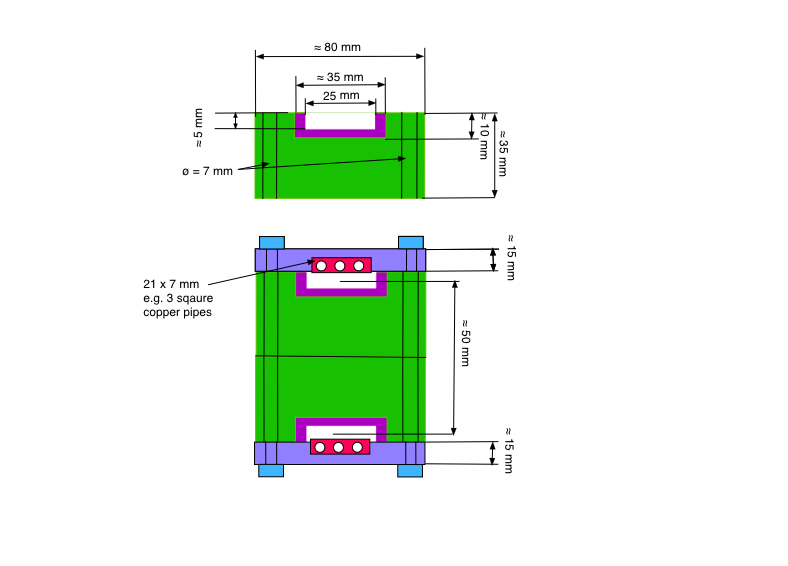 ≈ 80 mm
≈ 35 mm
25 mm
≈ 5 mm
≈ 10 mm
≈ 35 mm
ø = 7 mm
≈ 15 mm
21 x 7 mm
e.g. 3 sqaure
copper pipes
≈ 50 mm
≈ 15 mm